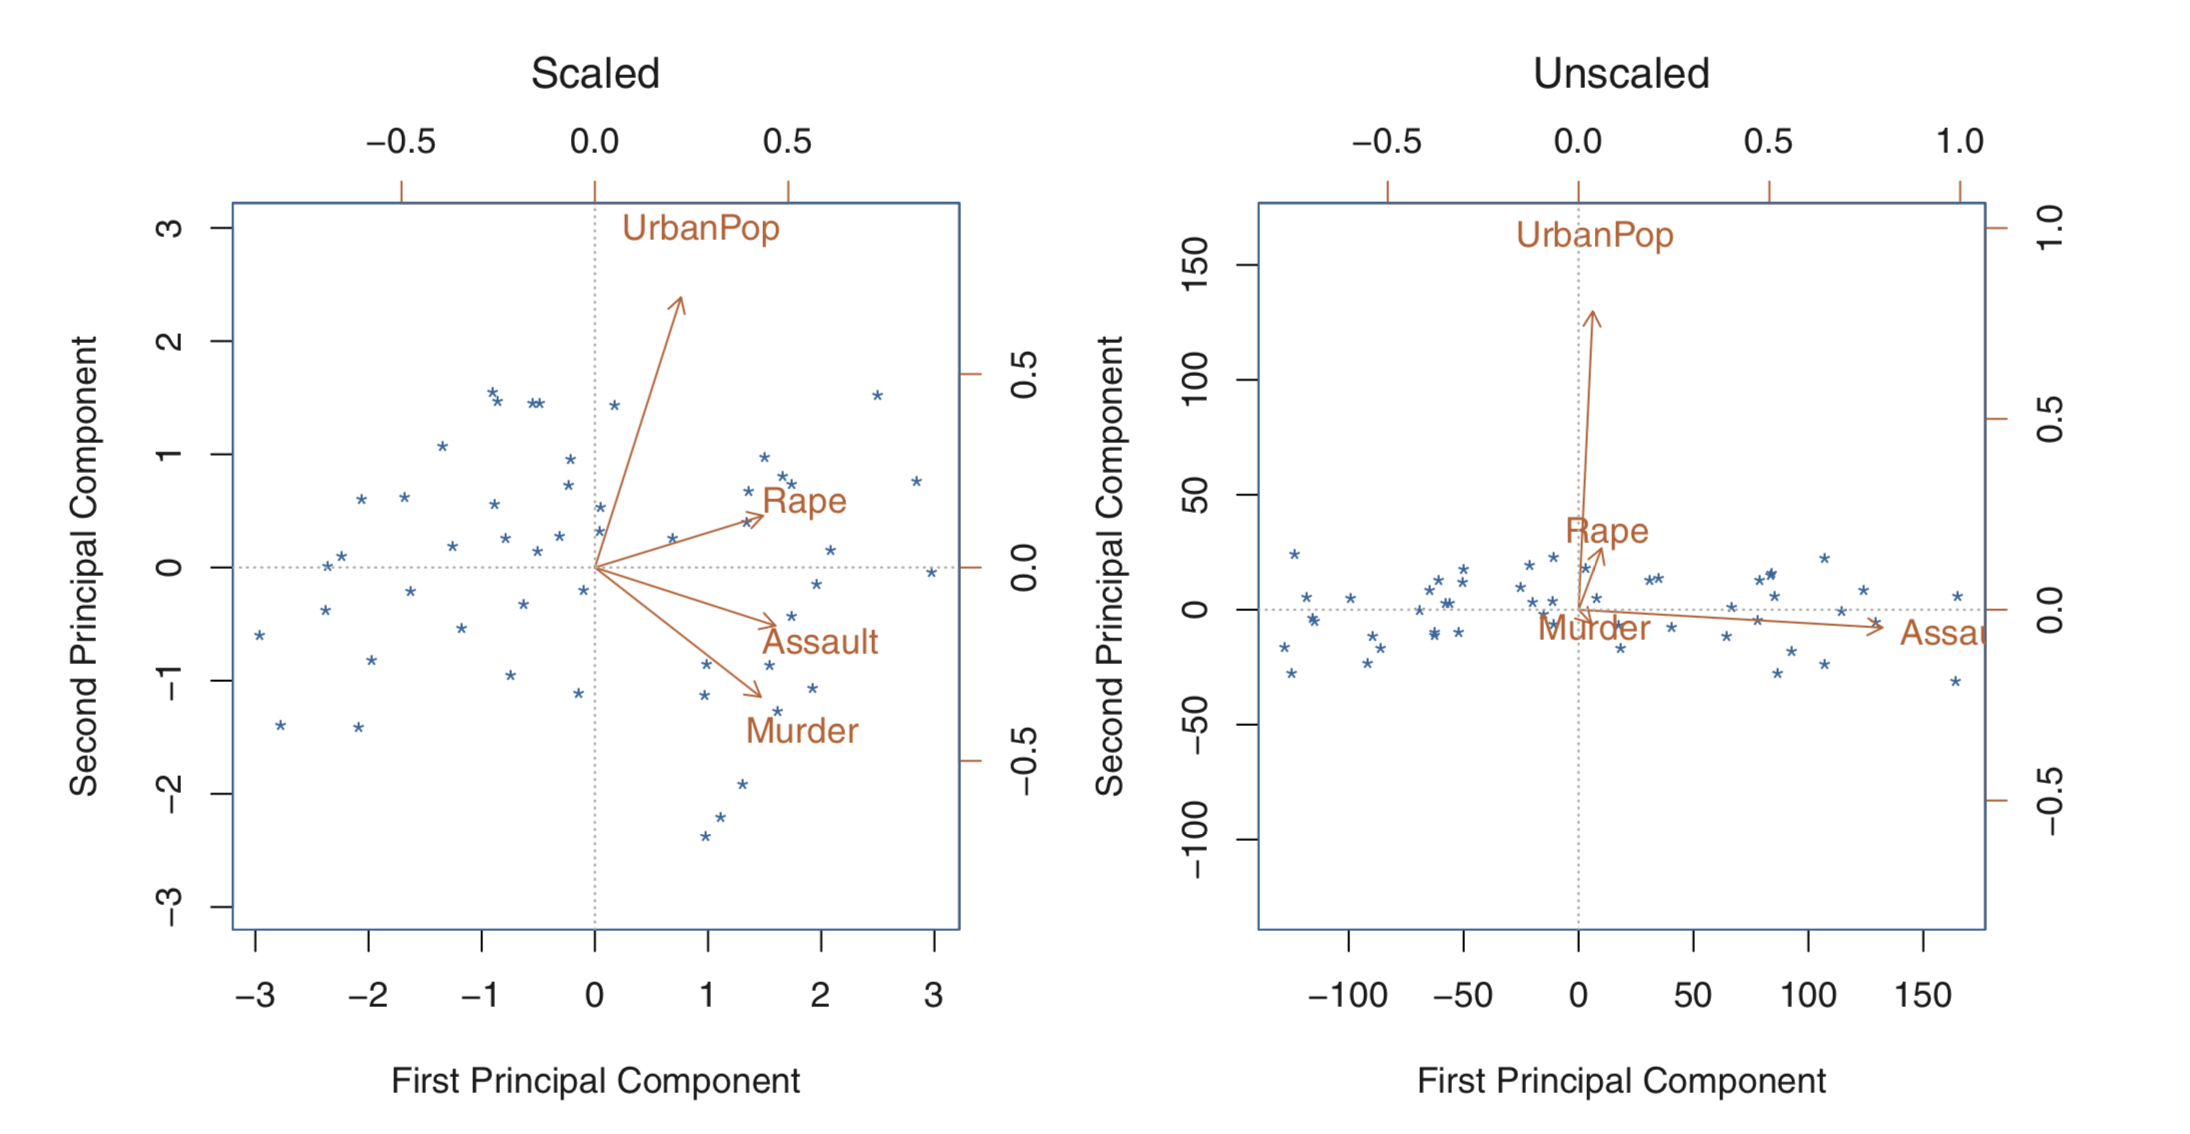 Scaled
−0.5 0.0 0.5
UrbanPop
Rape
Assault
Murder
3
2
1
0
−1
−2
−3
Second Principal Component
0.5
0.0
−0.5
−3 −2 −1 0 1 2 3
First Principal Component
Unscaled
−0.5 0.0 0.5 1.0
UrbanPop
Rape
Murder
Assau
150
100
50
0
−50
−100
Second Principal Component
1.0
0.5
0.0
−0.5
−100 −50 0 50 100 150
First Principal Component